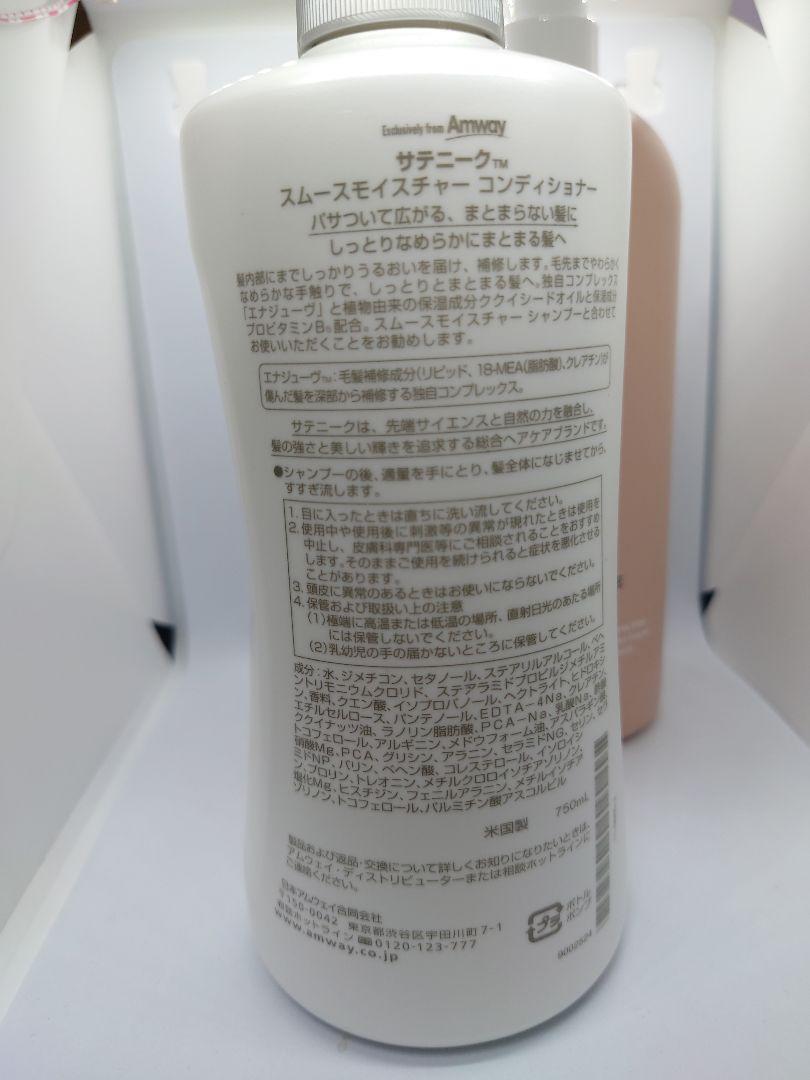 Exclusively from Amway
サテニーク™
スムースモイスチャー コンディショナー
パサついて広がる、まとまらない髪に
しっとりなめらかにまとまる髪へ
髪内部にまでしっかりうるおいを届け、補修します。毛先までやわらかく
なめらかな手触りで、しっとりとまとまる髪へ。独自コンプレックス
「エナジューヴ」と植物由来の保湿成分ククイシードオイルと保湿成分
プロビタミンB₅配合。スムースモイスチャー シャンプーと合わせて
お使いいただくことをお勧めします。
エナジューヴ™:毛髪補修成分(リピッド、18-MEA(脂肪酸)、クレアチン)が
傷んだ髪を深部から補修する独自コンプレックス。
サテニークは、先端サイエンスと自然の力を融合し、
髪の強さと美しい輝きを追求する総合ヘアケアブランドです。
●シャンプーの後、適量を手にとり、髪全体になじませてから、
すすぎ流します。
1. 目に入ったときは直ちに洗い流してください。
2. 使用中や使用後に刺激等の異常が現れたときは使用を
中止し、皮膚科専門医等にご相談されることをおすすめ
します。そのままご使用を続けられると症状を悪化させる
ことがあります。
3. 頭皮に異常のあるときはお使いにならないでください。
4. 保管および取扱い上の注意
(1)極端に高温または低温の場所、直射日光のあたる場所
には保管しないでください。
(2)乳幼児の手の届かないところに保管してください。
成分:水、ジメチコン、セタノール、ステアリルアルコール、ベヘ
ントリモニウムクロリド、ステアラミドプロピルジメチルアミ
ン、香料、クエン酸、イソプロパノール、ヘクトライト、ヒドロキシ
エチルセルロース、パンテノール、EDTA-4Na、クレアチン、
ククイナッツ油、ラノリン脂肪酸、PCA-Na、乳酸Na、
トコフェロール、アルギニン、メドウフォーム油、アスパラギン酸、
硝酸Mg、PCA、グリシン、アラニン、セラミドNG、セリン、
ミドNP、バリン、ベヘン酸、コレステロール、イソロイシ
ン、プロリン、トレオニン、メチルクロロイソチアゾリノン、
塩化Mg、ヒスチジン、フェニルアラニン、メチルイソチア
ゾリノン、トコフェロール、パルミチン酸アスコルビル
750mL
米国製
製品および返品・交換について詳しくお知りになりたいときは、
アムウェイ・ディストリビューターまたは相談ホットラインに
ご連絡ください。
日本アムウェイ合同会社
〒150-0042 東京都渋谷区宇田川町7-1
相談ホットライン 0120-123-777
www.amway.co.jp
プラ
ボトル
ポンプ
9002624